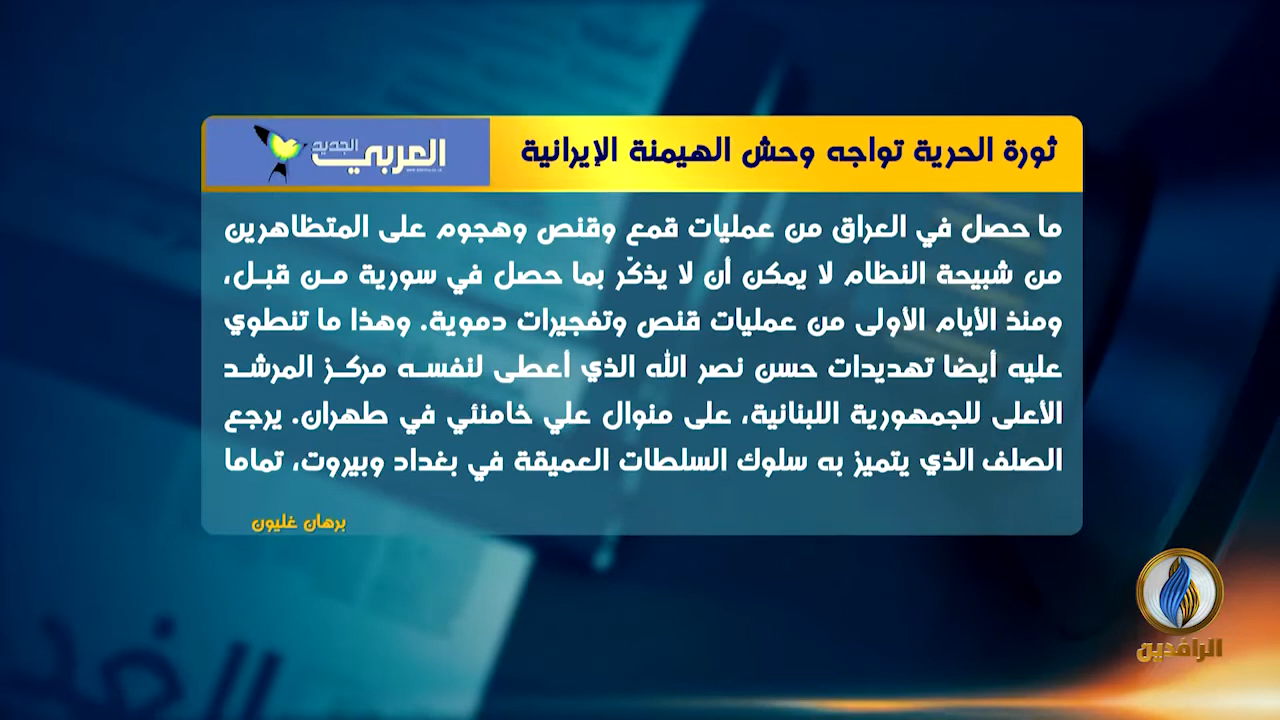 ثورة الحرية تواجه وحش الهيمنة الإيرانية
العربي الجديد
ما حصل في العراق من عمليات قمع وقنص وهجوم على المتظاهرين
من شبيحة النظام لا يمكن أن لا يذكّر بما حصل في سورية من قبل،
ومنذ الأيام الأولى من عمليات قنص وتفجيرات دموية. وهذا ما تنطوي
عليه أيضا تهديدات حسن نصر الله الذي أعطى لنفسه مركز المرشد
الأعلى للجمهورية اللبنانية، على منوال علي خامنئي في طهران. يرجع
الصلف الذي يتميز به سلوك السلطات العميقة في بغداد وبيروت، تماما
برهان غليون
الرافدين
الغد